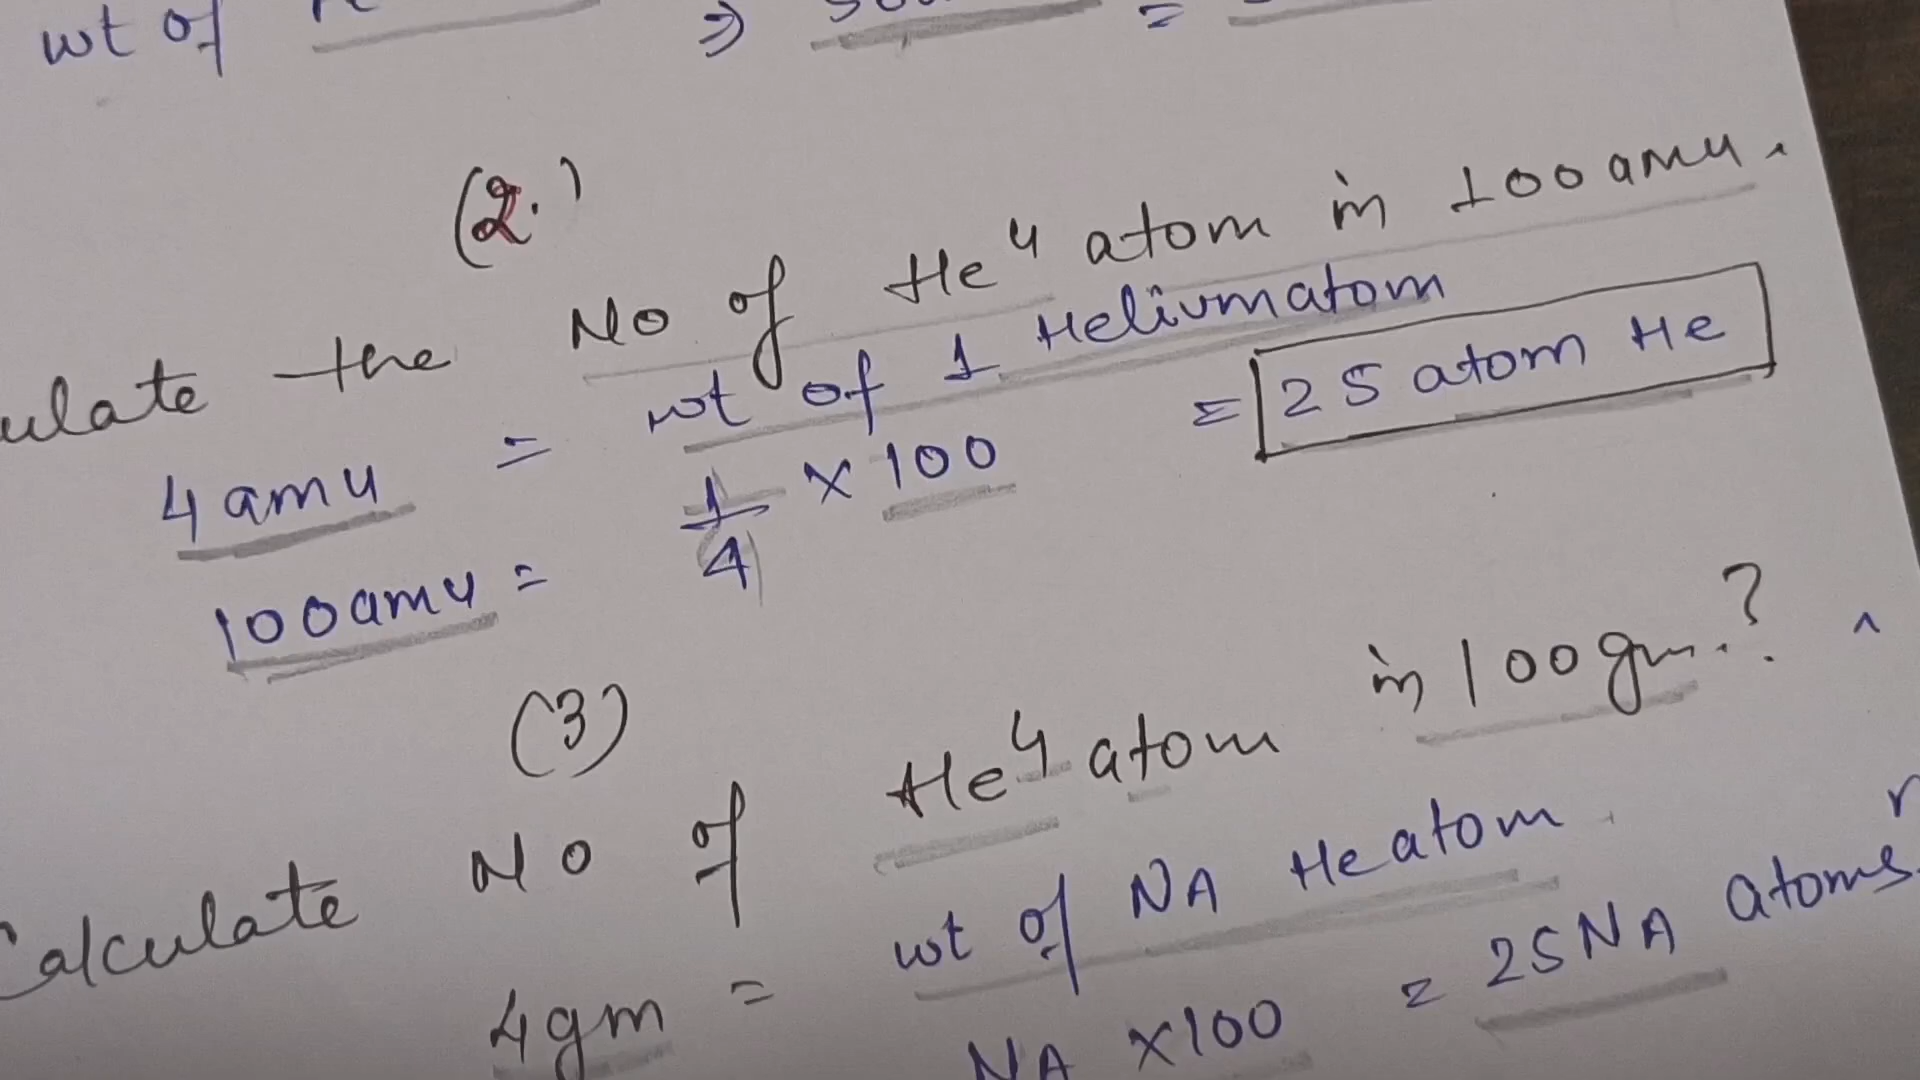 wt of ⇒
(2.)
ulate the No of He⁴ atom in 100 amu.
4 amu = wt of 1 Helium atom
100 amu = 1/4 × 100 = 25 atom He
(3)
Calculate No of He⁴ atom in 100 gm.?
4 gm = wt of NA He atom.
NA × 100 = 25 NA atoms.